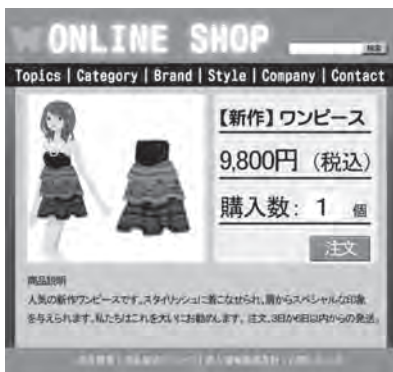 ONLINE SHOP
検索
Topics | Category | Brand | Style | Company | Contact
【新作】ワンピース
9,800円（税込）
購入数： 1 個
注文
商品説明
人気の新作ワンピースです。スタイリッシュに着こなせられ、肩からスペシャルな印象
を与えられます。私たちはこれを大いにお勧めします。注文、3日か6日以内からの発送。